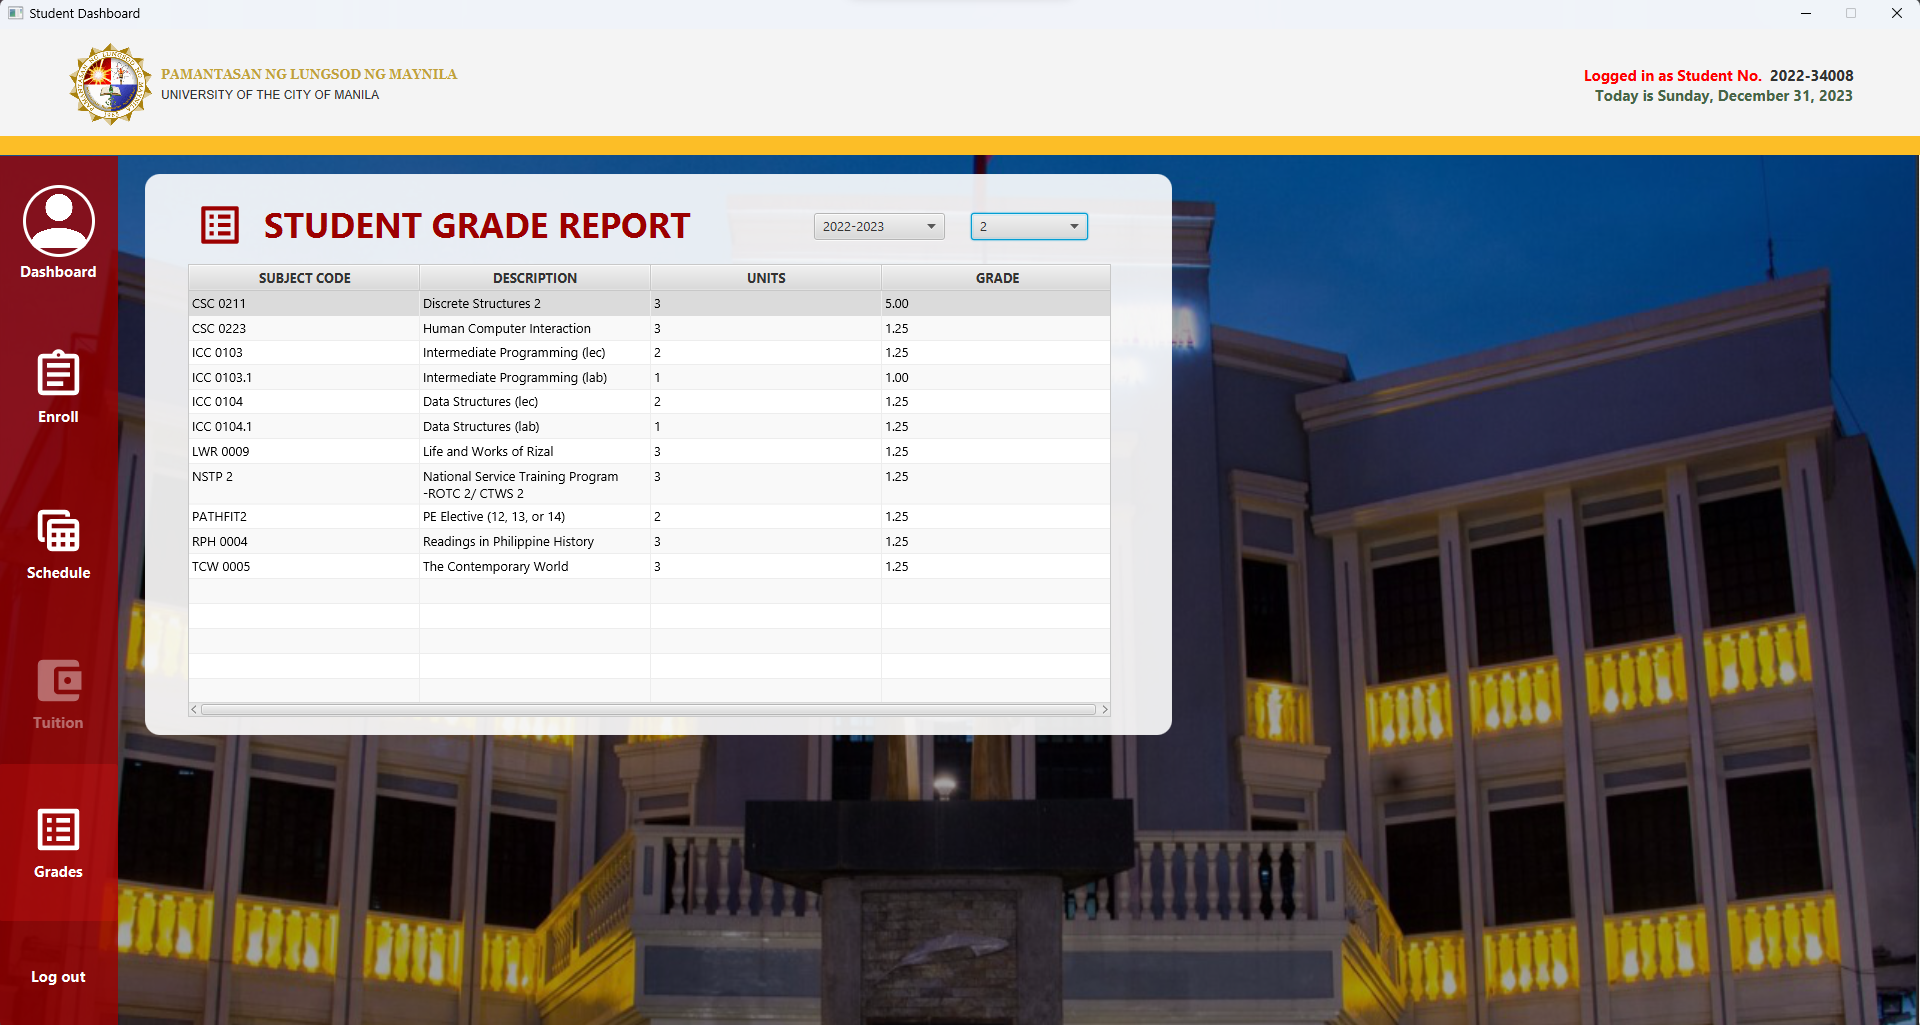 Student Dashboard
PAMANTASAN NG LUNGSOD NG MAYNILA
UNIVERSITY OF THE CITY OF MANILA
Logged in as Student No. 2022-34008
Today is Sunday, December 31, 2023
Dashboard
Enroll
Schedule
Tuition
Grades
Log out
STUDENT GRADE REPORT
2022-2023
2
SUBJECT CODE DESCRIPTION UNITS GRADE
CSC 0211 Discrete Structures 2 3 5.00
CSC 0223 Human Computer Interaction 3 1.25
ICC 0103 Intermediate Programming (lec) 2 1.25
ICC 0103.1 Intermediate Programming (lab) 1 1.00
ICC 0104 Data Structures (lec) 2 1.25
ICC 0104.1 Data Structures (lab) 1 1.25
LWR 0009 Life and Works of Rizal 3 1.25
NSTP 2 National Service Training Program 3 1.25
-ROTC 2/ CTWS 2
PATHFIT2 PE Elective (12, 13, or 14) 2 1.25
RPH 0004 Readings in Philippine History 3 1.25
TCW 0005 The Contemporary World 3 1.25